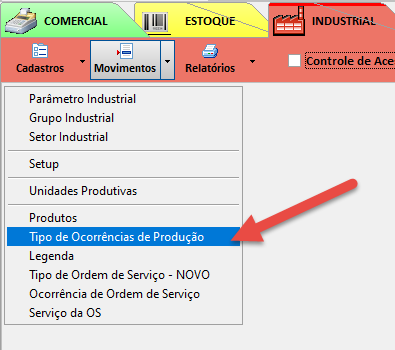 COMERCIAL
ESTOQUE
INDUSTRiAL
Cadastros
Movimentos
Relatórios
Controle de Ace
Parâmetro Industrial
Grupo Industrial
Setor Industrial
Setup
Unidades Produtivas
Produtos
Tipo de Ocorrências de Produção
Legenda
Tipo de Ordem de Serviço - NOVO
Ocorrência de Ordem de Serviço
Serviço da OS